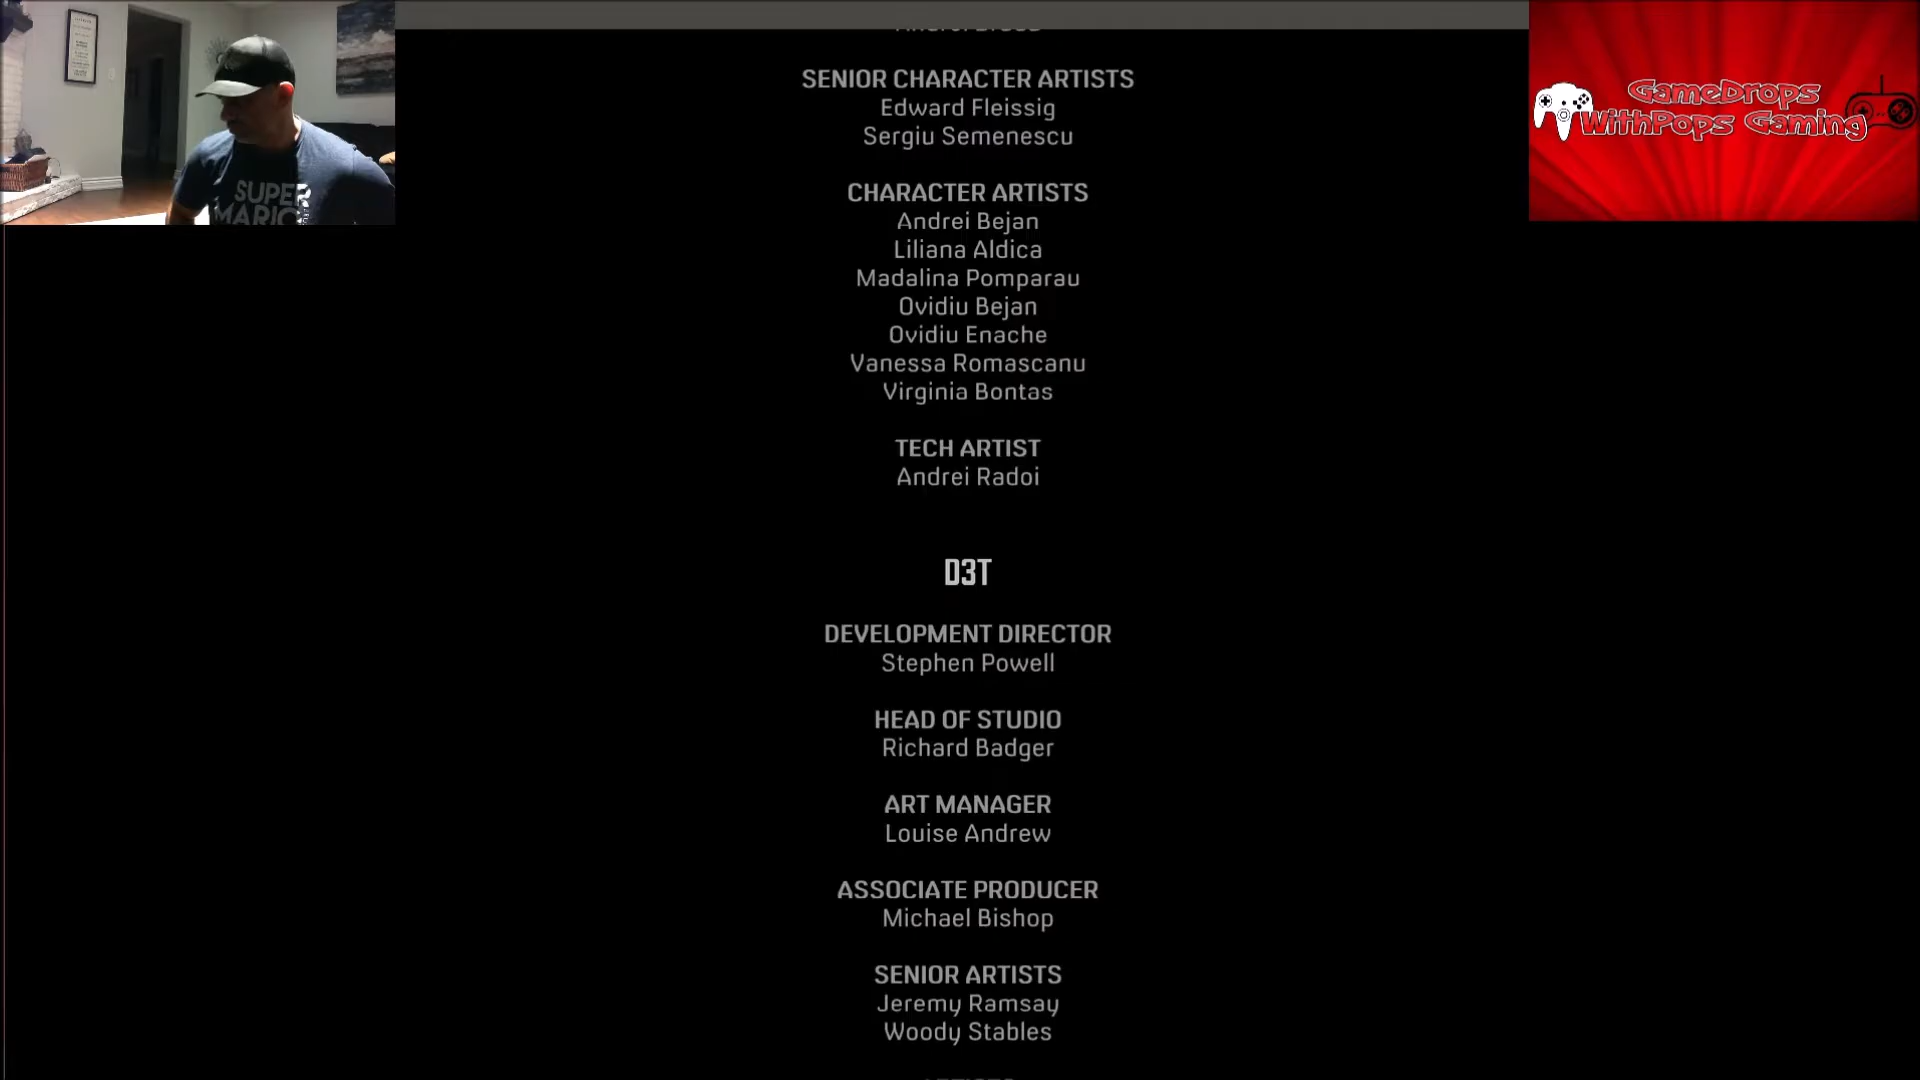 SUPER
MARIO
GameDrops
WithPops Gaming
SENIOR CHARACTER ARTISTS
Edward Fleissig
Sergiu Semenescu
CHARACTER ARTISTS
Andrei Bejan
Liliana Aldica
Madalina Pomparau
Ovidiu Bejan
Ovidiu Enache
Vanessa Romascanu
Virginia Bontas
TECH ARTIST
Andrei Radoi
D3T
DEVELOPMENT DIRECTOR
Stephen Powell
HEAD OF STUDIO
Richard Badger
ART MANAGER
Louise Andrew
ASSOCIATE PRODUCER
Michael Bishop
SENIOR ARTISTS
Jeremy Ramsay
Woody Stables